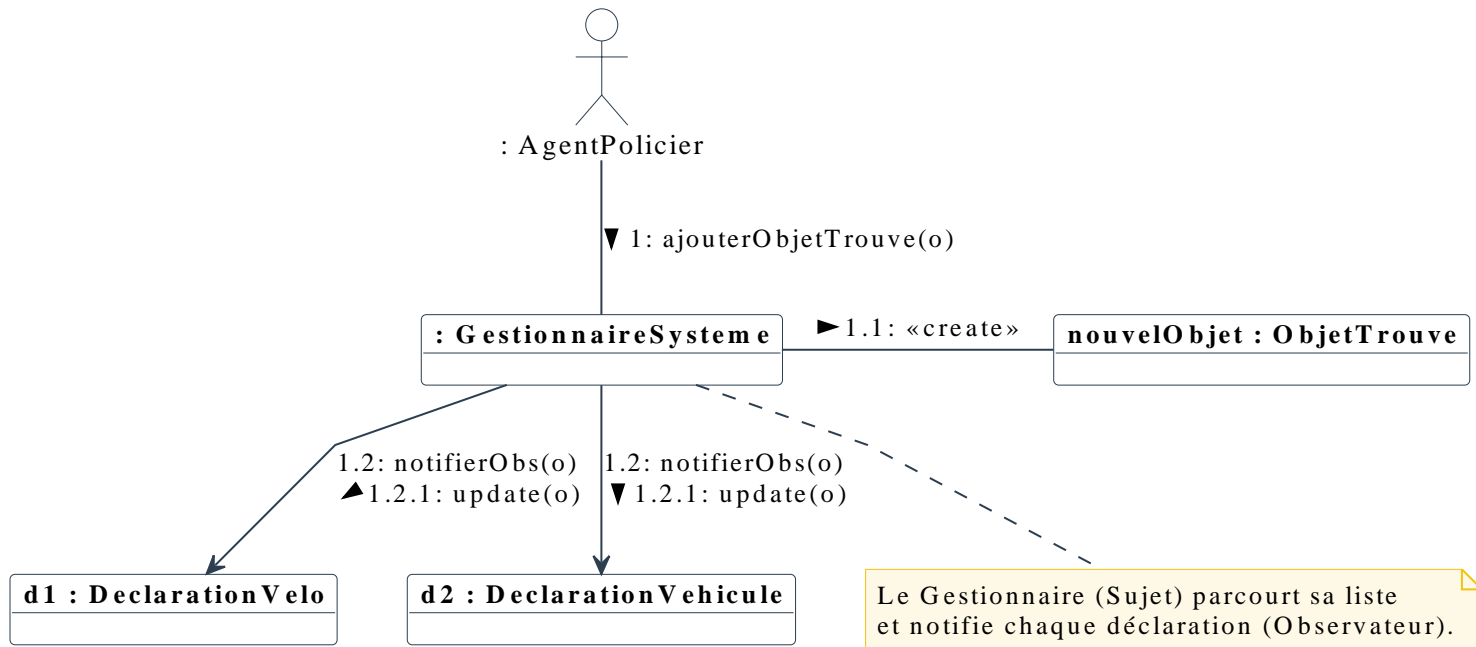 : AgentPolicier
1: ajouterObjetTrouve(o)
: GestionnaireSysteme
1.1: «create»
nouvelObjet : ObjetTrouve
1.2: notifierObs(o)
1.2.1: update(o)
1.2: notifierObs(o)
1.2.1: update(o)
d1 : DeclarationVelo
d2 : DeclarationVehicule
Le Gestionnaire (Sujet) parcourt sa liste
et notifie chaque déclaration (Observateur).